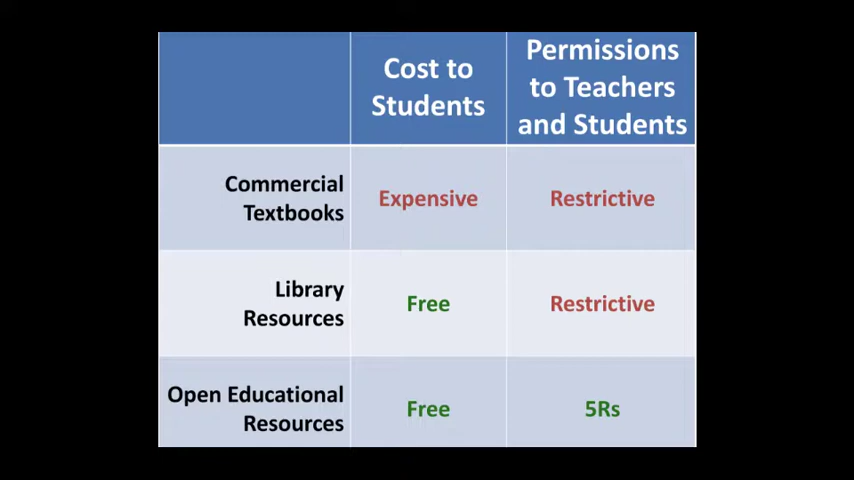 Cost to
Students
Permissions
to Teachers
and Students
Commercial
Textbooks
Expensive
Restrictive
Library
Resources
Free
Restrictive
Open Educational
Resources
Free
5Rs